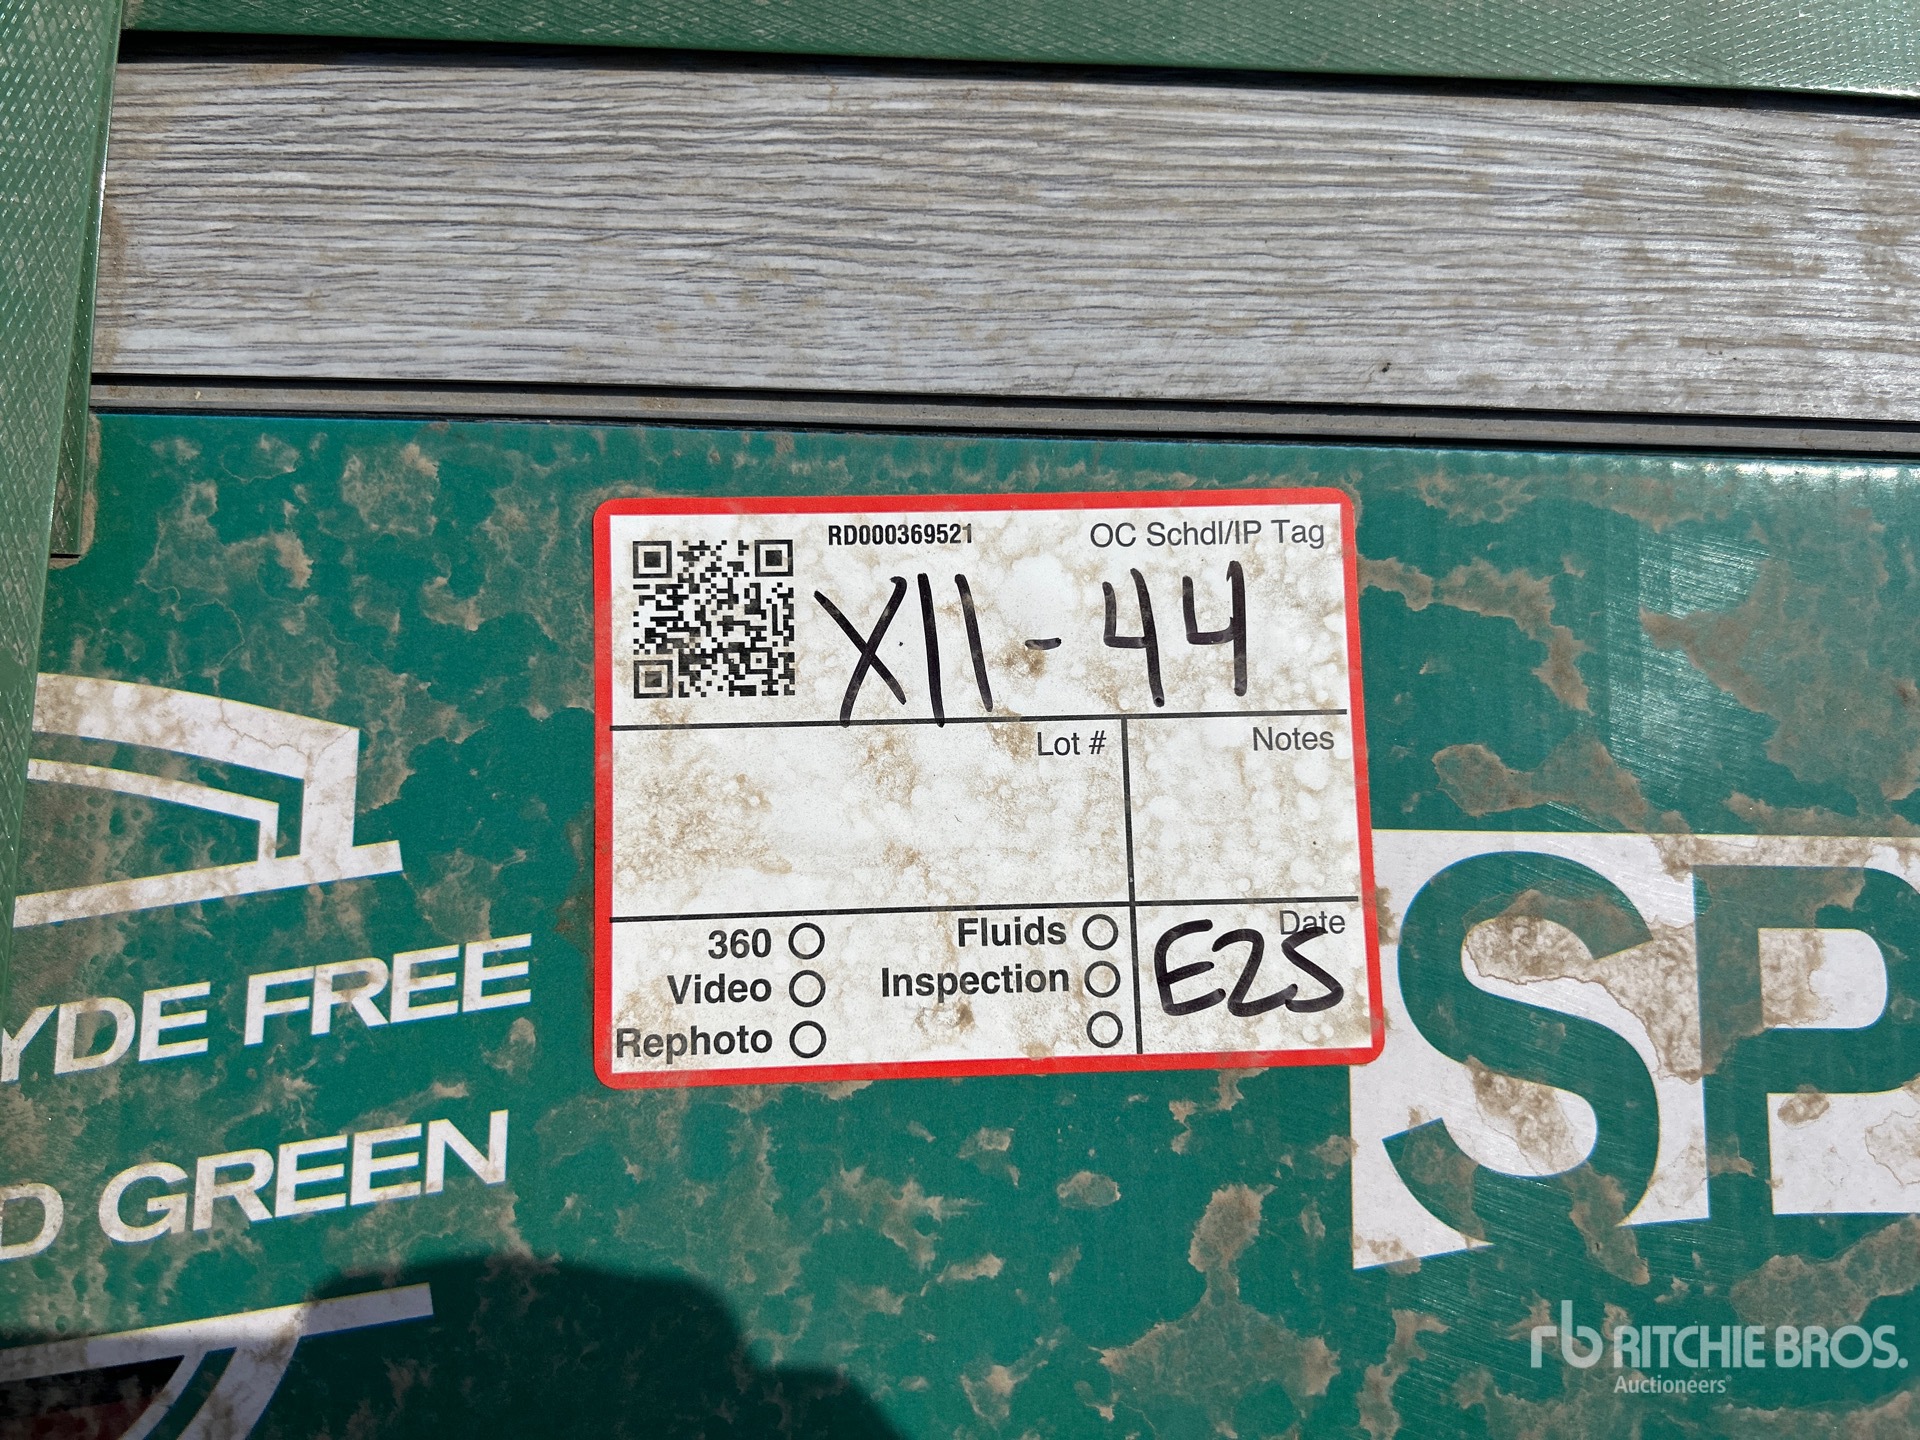 RD000369521
OC Schdl/IP Tag
X11-44
Lot #
Notes
360
Fluids
Date
E25
Video
Inspection
Rephoto
YDE FREE
D GREEN
SP
rb RITCHIE BROS.
Auctioneers